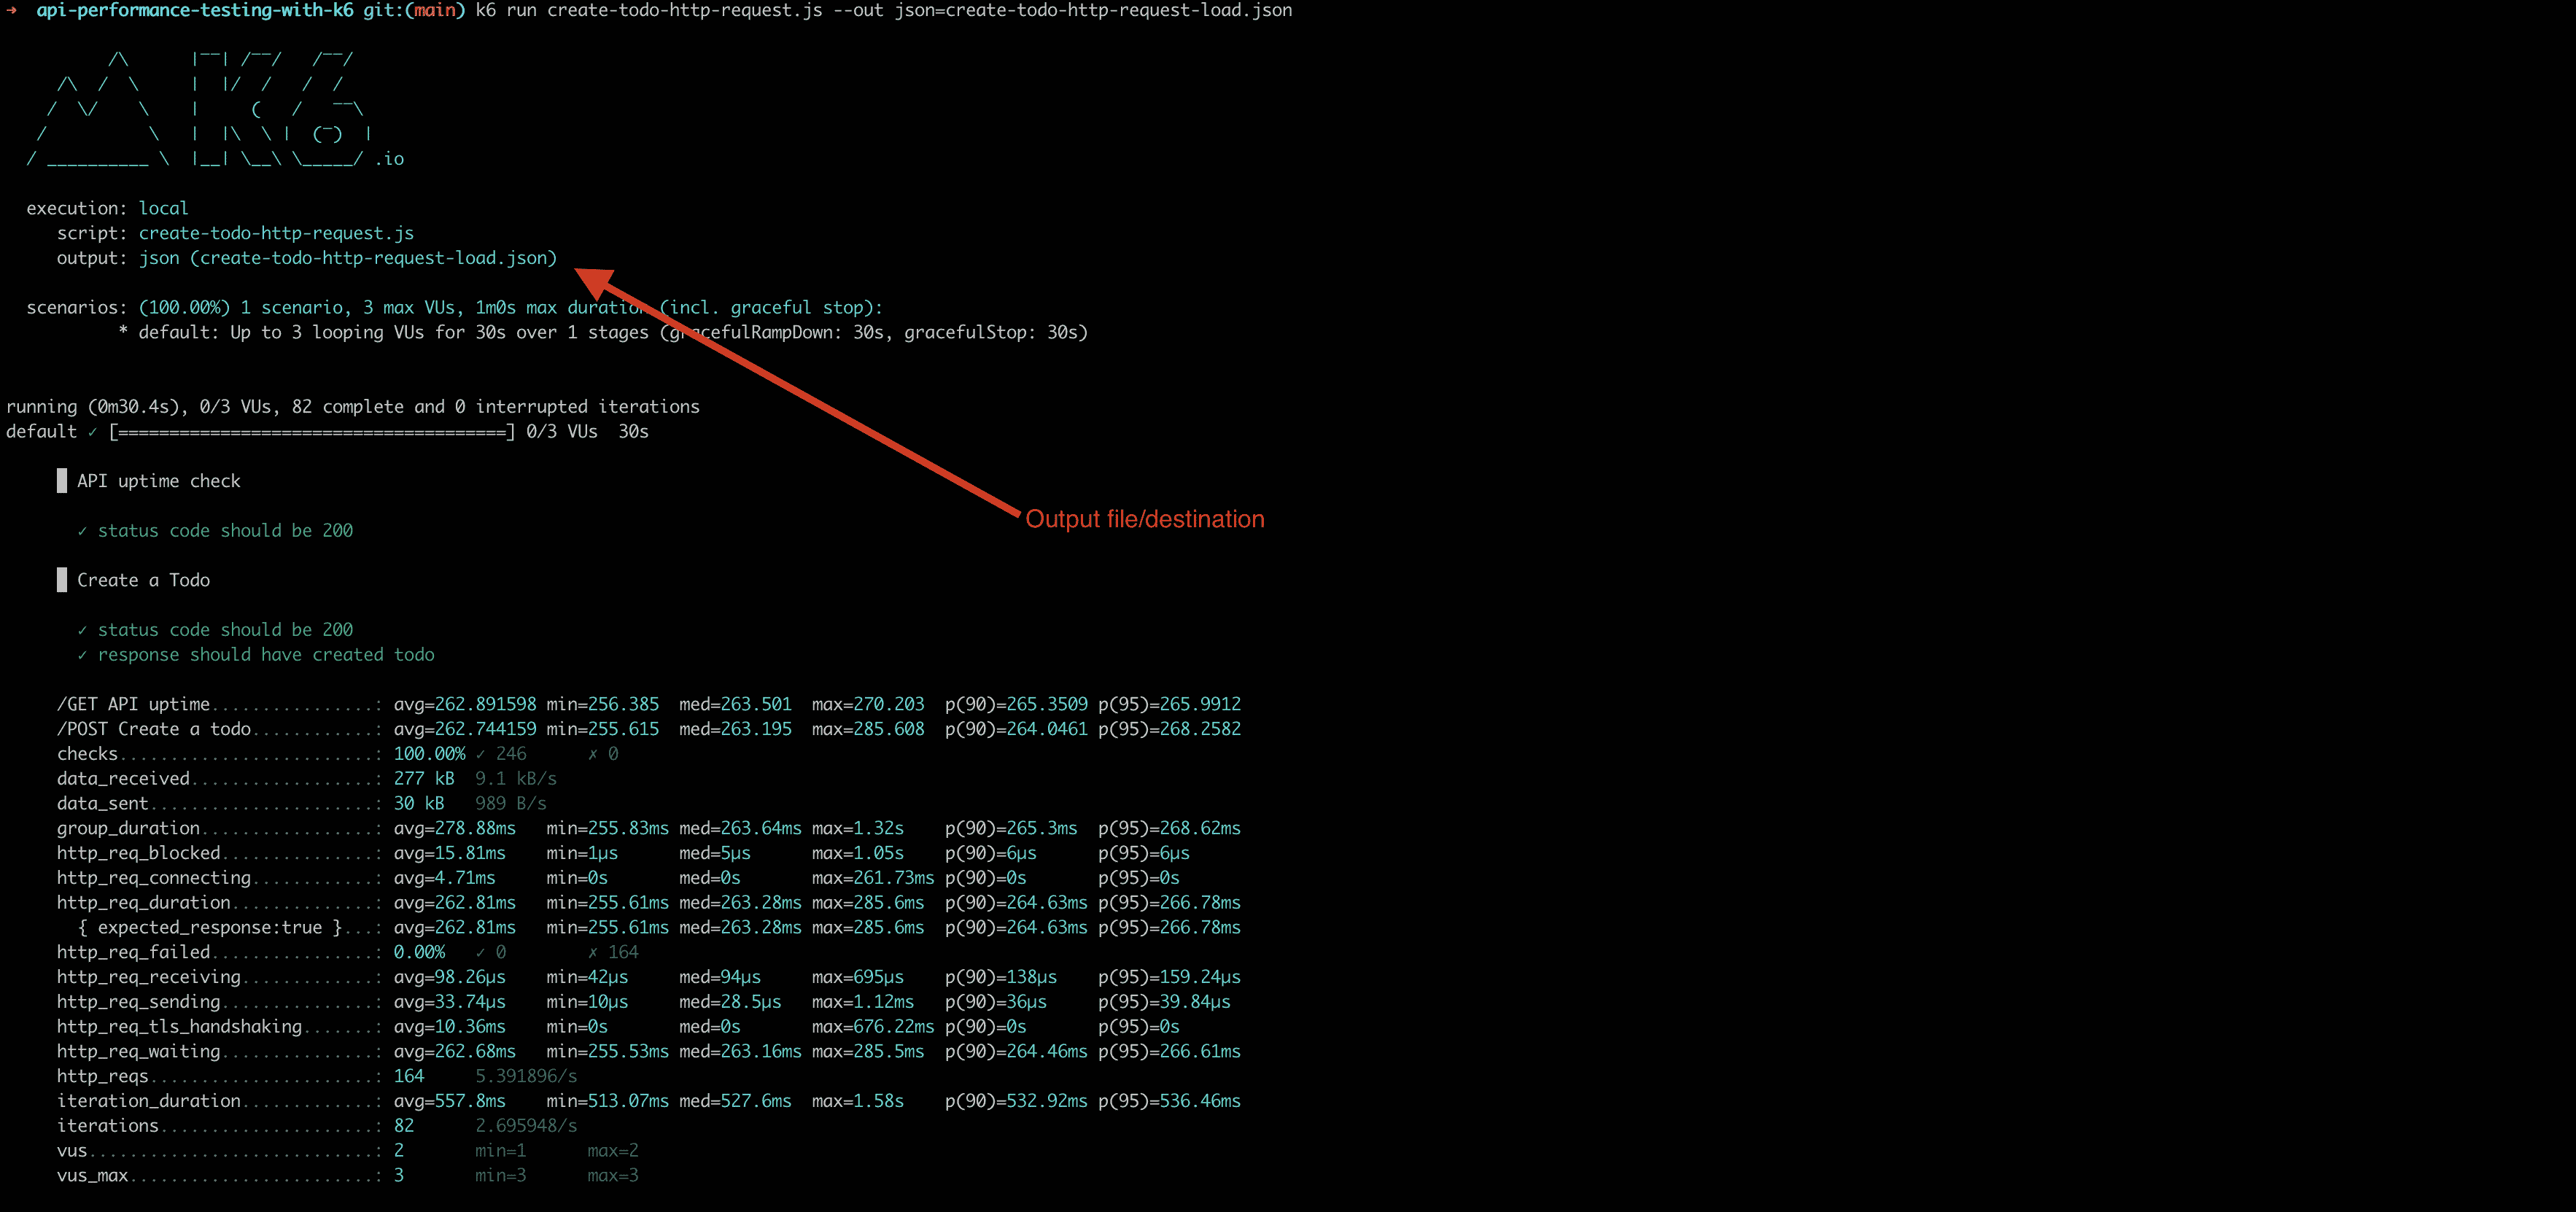 ➜  api-performance-testing-with-k6 git:(main) k6 run create-todo-http-request.js --out json=create-todo-http-request-load.json
          /\      |‾‾| /‾‾/   /‾‾/
     /\  /  \     |  |/  /   /  /
    /  \/    \    |     (   /   ‾‾\
   /          \   |  |\  \ |  (‾)  |
  / __________ \  |__| \__\ \_____/ .io
  execution: local
     script: create-todo-http-request.js
     output: json (create-todo-http-request-load.json)
  scenarios: (100.00%) 1 scenario, 3 max VUs, 1m0s max duration (incl. graceful stop):
           * default: Up to 3 looping VUs for 30s over 1 stages (gracefulRampDown: 30s, gracefulStop: 30s)
running (0m30.4s), 0/3 VUs, 82 complete and 0 interrupted iterations
default ✓ [======================================] 0/3 VUs  30s
     █ API uptime check
Output file/destination
       ✓ status code should be 200
     █ Create a Todo
       ✓ status code should be 200
       ✓ response should have created todo
     /GET API uptime................: avg=262.891598 min=256.385  med=263.501  max=270.203  p(90)=265.3509 p(95)=265.9912
     /POST Create a todo............: avg=262.744159 min=255.615  med=263.195  max=285.608  p(90)=264.0461 p(95)=268.2582
     checks.........................: 100.00% ✓ 246      ✗ 0
     data_received..................: 277 kB  9.1 kB/s
     data_sent......................: 30 kB   989 B/s
     group_duration.................: avg=278.88ms   min=255.83ms med=263.64ms max=1.32s    p(90)=265.3ms  p(95)=268.62ms
     http_req_blocked...............: avg=15.81ms    min=1µs      med=5µs      max=1.05s    p(90)=6µs      p(95)=6µs
     http_req_connecting............: avg=4.71ms     min=0s       med=0s       max=261.73ms p(90)=0s       p(95)=0s
     http_req_duration..............: avg=262.81ms   min=255.61ms med=263.28ms max=285.6ms  p(90)=264.63ms p(95)=266.78ms
       { expected_response:true }...: avg=262.81ms   min=255.61ms med=263.28ms max=285.6ms  p(90)=264.63ms p(95)=266.78ms
     http_req_failed................: 0.00%   ✓ 0        ✗ 164
     http_req_receiving.............: avg=98.26µs    min=42µs     med=94µs     max=695µs    p(90)=138µs    p(95)=159.24µs
     http_req_sending...............: avg=33.74µs    min=10µs     med=28.5µs   max=1.12ms   p(90)=36µs     p(95)=39.84µs
     http_req_tls_handshaking.......: avg=10.36ms    min=0s       med=0s       max=676.22ms p(90)=0s       p(95)=0s
     http_req_waiting...............: avg=262.68ms   min=255.53ms med=263.16ms max=285.5ms  p(90)=264.46ms p(95)=266.61ms
     http_reqs......................: 164     5.391896/s
     iteration_duration.............: avg=557.8ms    min=513.07ms med=527.6ms  max=1.58s    p(90)=532.92ms p(95)=536.46ms
     iterations.....................: 82      2.695948/s
     vus............................: 2       min=1      max=2
     vus_max........................: 3       min=3      max=3